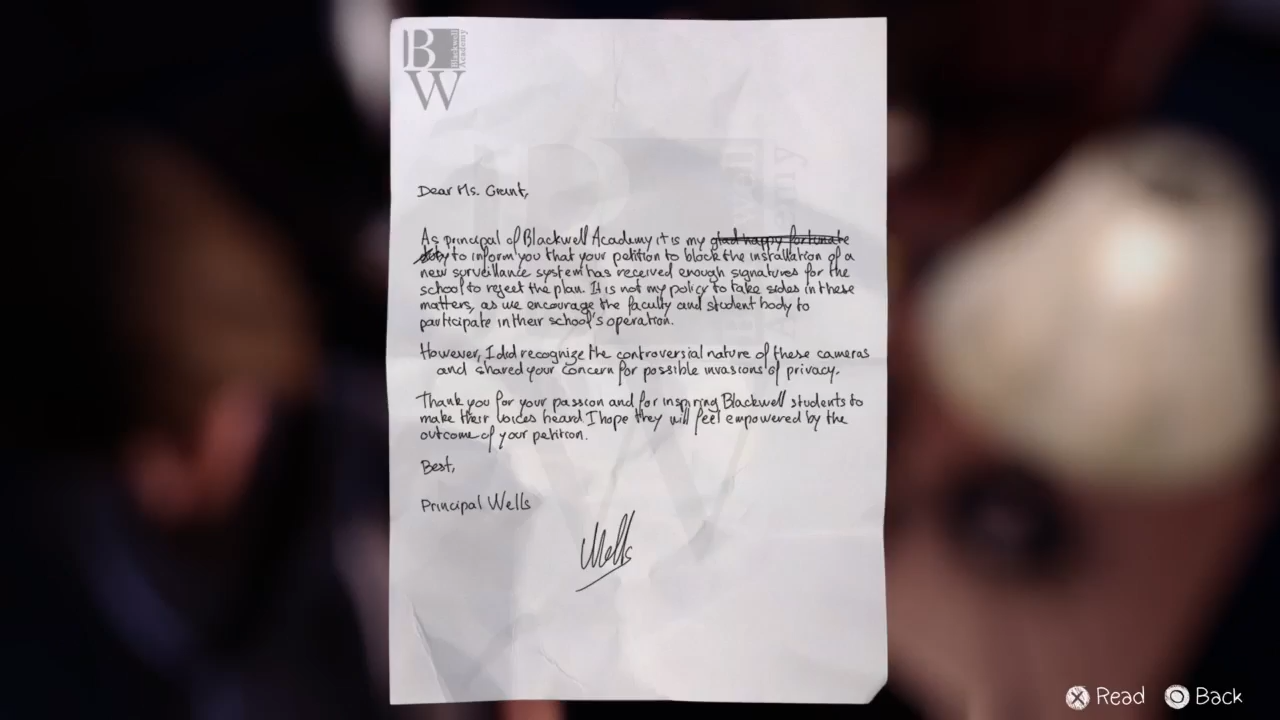 BW
Blackwell Academy
Dear Ms. Grant,
As principal of Blackwell Academy it is my glad happy fortunate
duty to inform you that your petition to block the installation of a
new surveillance system has received enough signatures for the
school to reject the plan. It is not my policy to take sides in these
matters, as we encourage the faculty and student body to
participate in their school's operation.
However, I did recognize the controversial nature of these cameras
and shared your concern for possible invasions of privacy.
Thank you for your passion and for inspiring Blackwell students to
make their voices heard I hope they will feel empowered by the
outcome of your petition.
Best,
Principal Wells
Wells
Read
Back